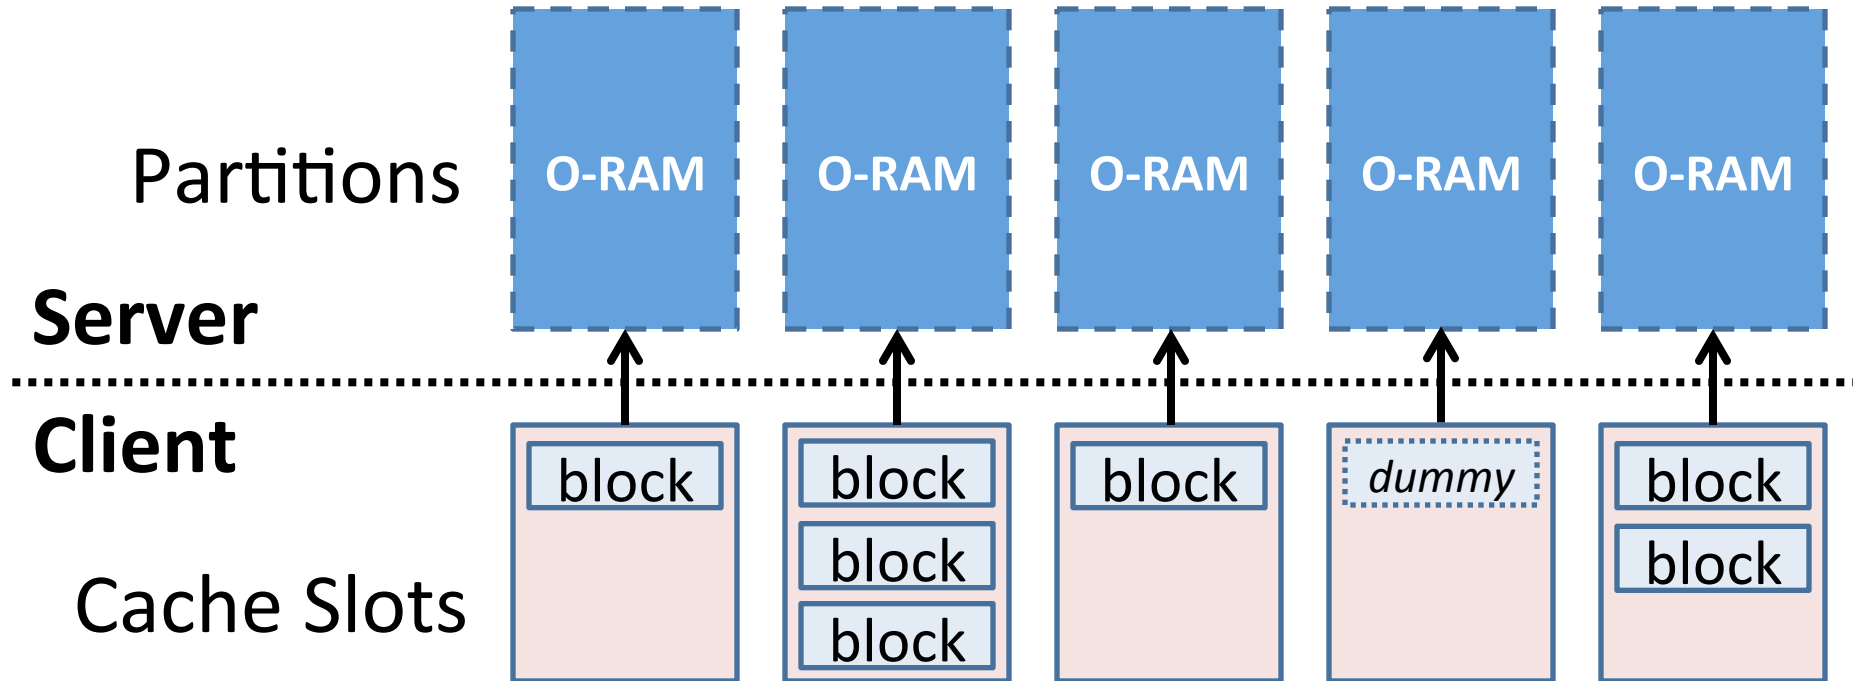 Partitions
O-RAM O-RAM O-RAM O-RAM O-RAM
Server
Client
block block block dummy block
block block
Cache Slots
block